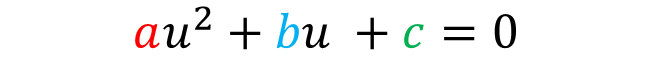 au² + bu + c = 0